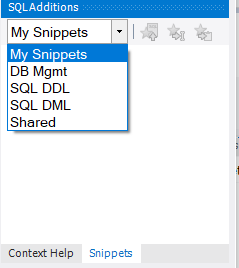 SQLAdditions
My Snippets
My Snippets
DB Mgmt
SQL DDL
SQL DML
Shared
Context Help Snippets